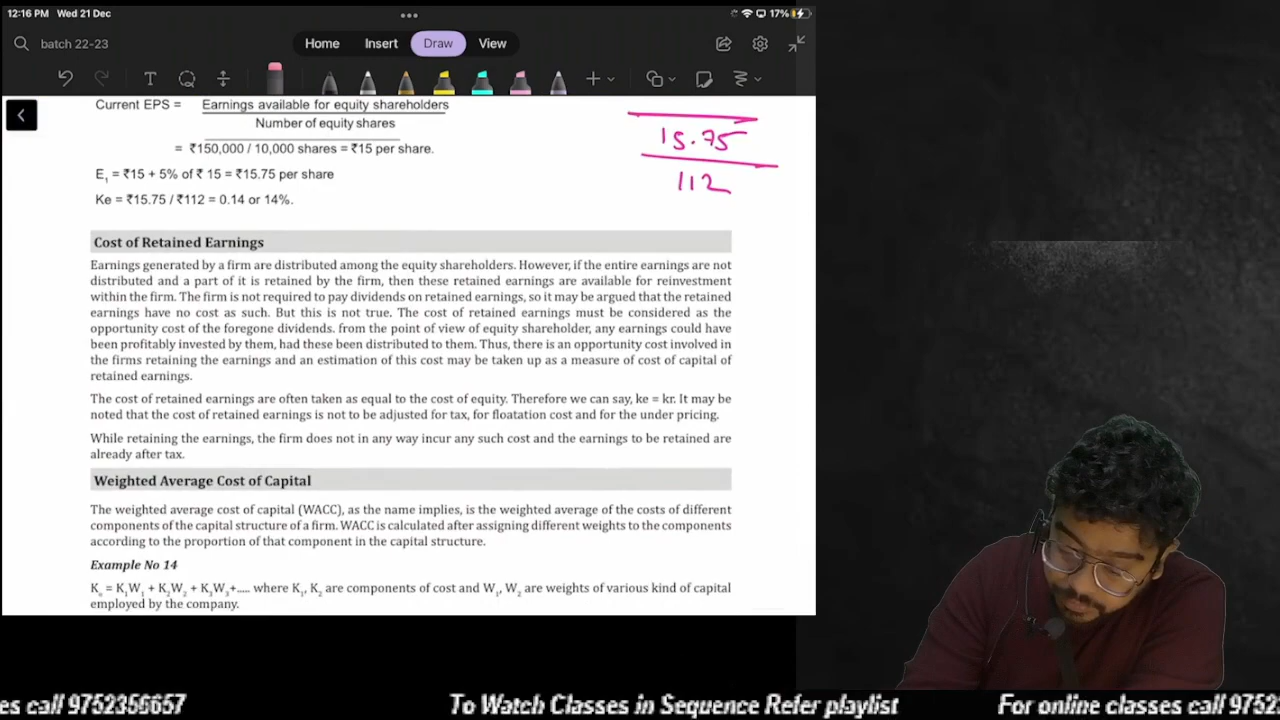 12:16 PM Wed 21 Dec
17%
batch 22-23
Home Insert Draw View
Current EPS = Earnings available for equity shareholders
Number of equity shares
= ₹150,000 / 10,000 shares = ₹15 per share.
E1 = ₹15 + 5% of ₹ 15 = ₹15.75 per share
Ke = ₹15.75 / ₹112 = 0.14 or 14%.
15.75
112
Cost of Retained Earnings
Earnings generated by a firm are distributed among the equity shareholders. However, if the entire earnings are not
distributed and a part of it is retained by the firm, then these retained earnings are available for reinvestment
within the firm. The firm is not required to pay dividends on retained earnings, so it may be argued that the retained
earnings have no cost as such. But this is not true. The cost of retained earnings must be considered as the
opportunity cost of the foregone dividends. from the point of view of equity shareholder, any earnings could have
been profitably invested by them, had these been distributed to them. Thus, there is an opportunity cost involved in
the firms retaining the earnings and an estimation of this cost may be taken up as a measure of cost of capital of
retained earnings.
The cost of retained earnings are often taken as equal to the cost of equity. Therefore we can say, ke = kr. It may be
noted that the cost of retained earnings is not to be adjusted for tax, for floatation cost and for the under pricing.
While retaining the earnings, the firm does not in any way incur any such cost and the earnings to be retained are
already after tax.
Weighted Average Cost of Capital
The weighted average cost of capital (WACC), as the name implies, is the weighted average of the costs of different
components of the capital structure of a firm. WACC is calculated after assigning different weights to the components
according to the proportion of that component in the capital structure.
Example No 14
Ko = K1W1 + K2W2 + K3W3+..... where K1, K2 are components of cost and W1, W2 are weights of various kind of capital
employed by the company.
es call 9752356657 To Watch Classes in Sequence Refer playlist For online classes call 9752